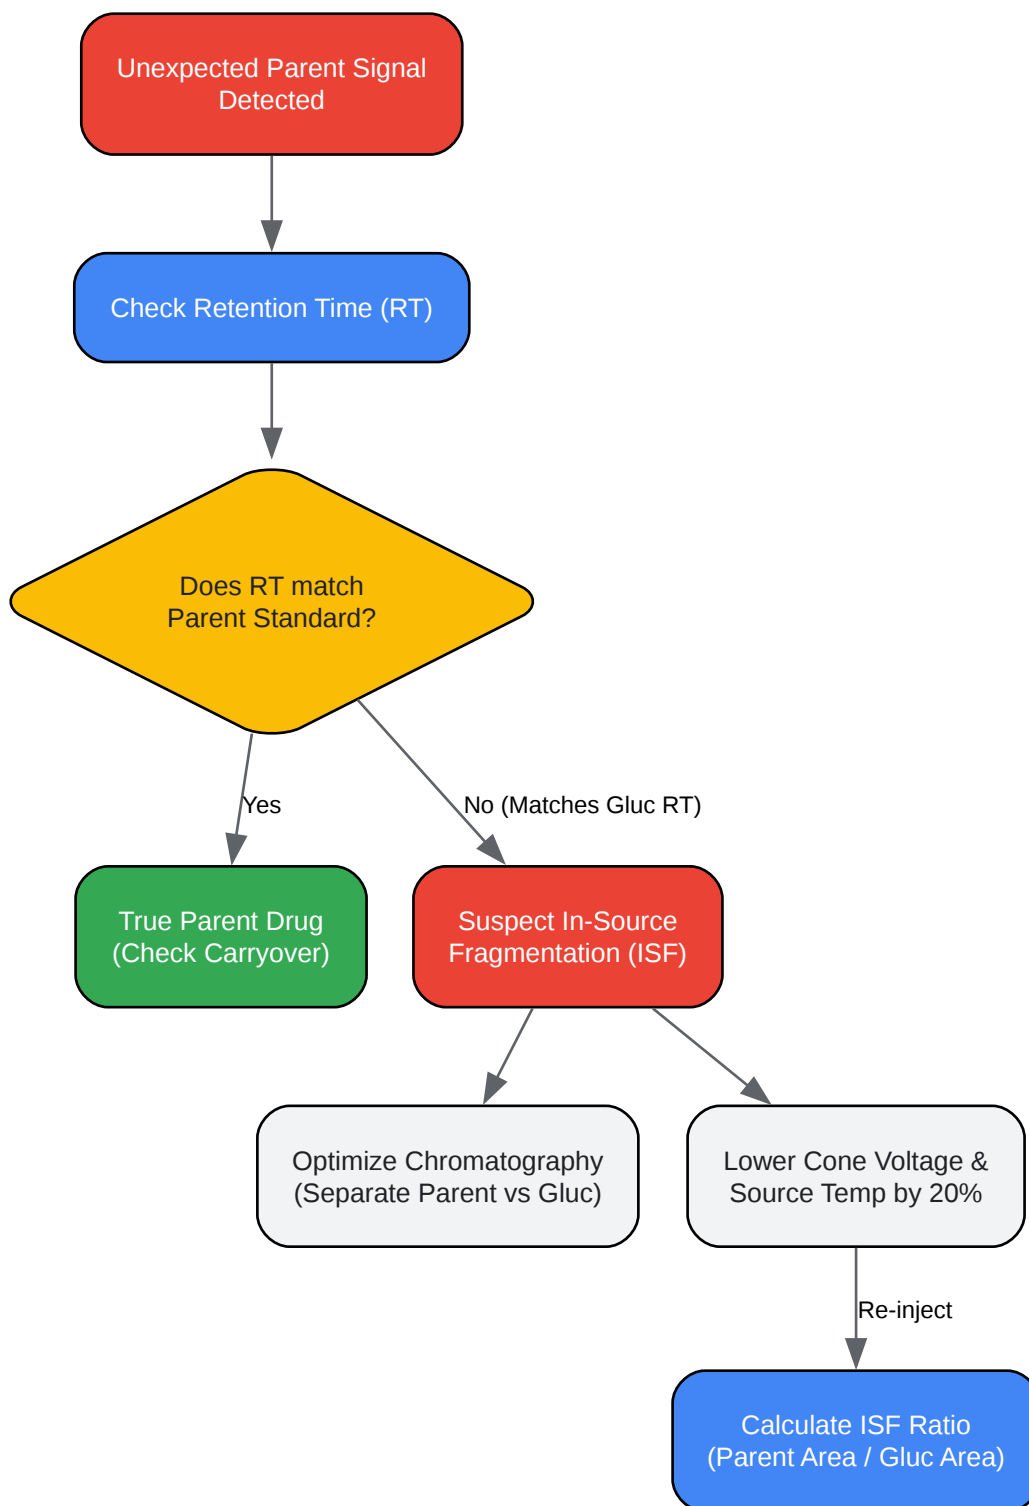 Unexpected Parent Signal
Detected
Check Retention Time (RT)
Does RT match
Parent Standard?
Yes
No (Matches Gluc RT)
True Parent Drug
(Check Carryover)
Suspect In-Source
Fragmentation (ISF)
Optimize Chromatography
(Separate Parent vs Gluc)
Lower Cone Voltage &
Source Temp by 20%
Re-inject
Calculate ISF Ratio
(Parent Area / Gluc Area)